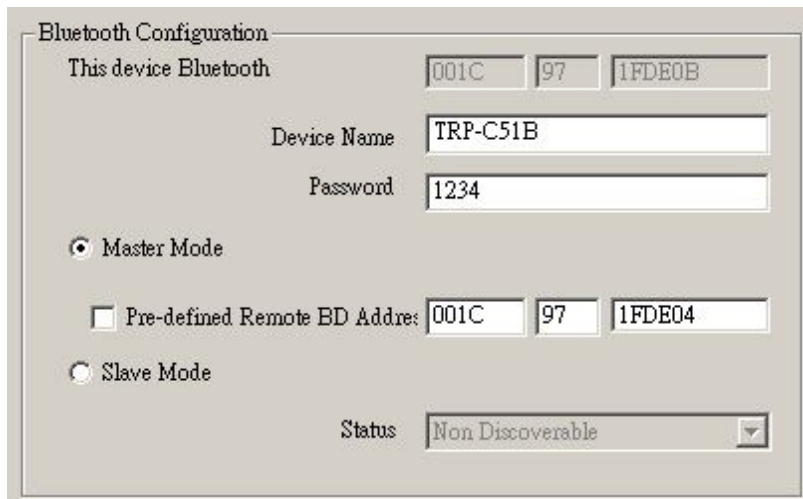 Bluetooth Configuration
This device Bluetooth 001C 97 1FDE0B
Device Name TRP-C51B
Password 1234
Master Mode
Pre-defined Remote BD Addres 001C 97 1FDE04
Slave Mode
Status Non Discoverable